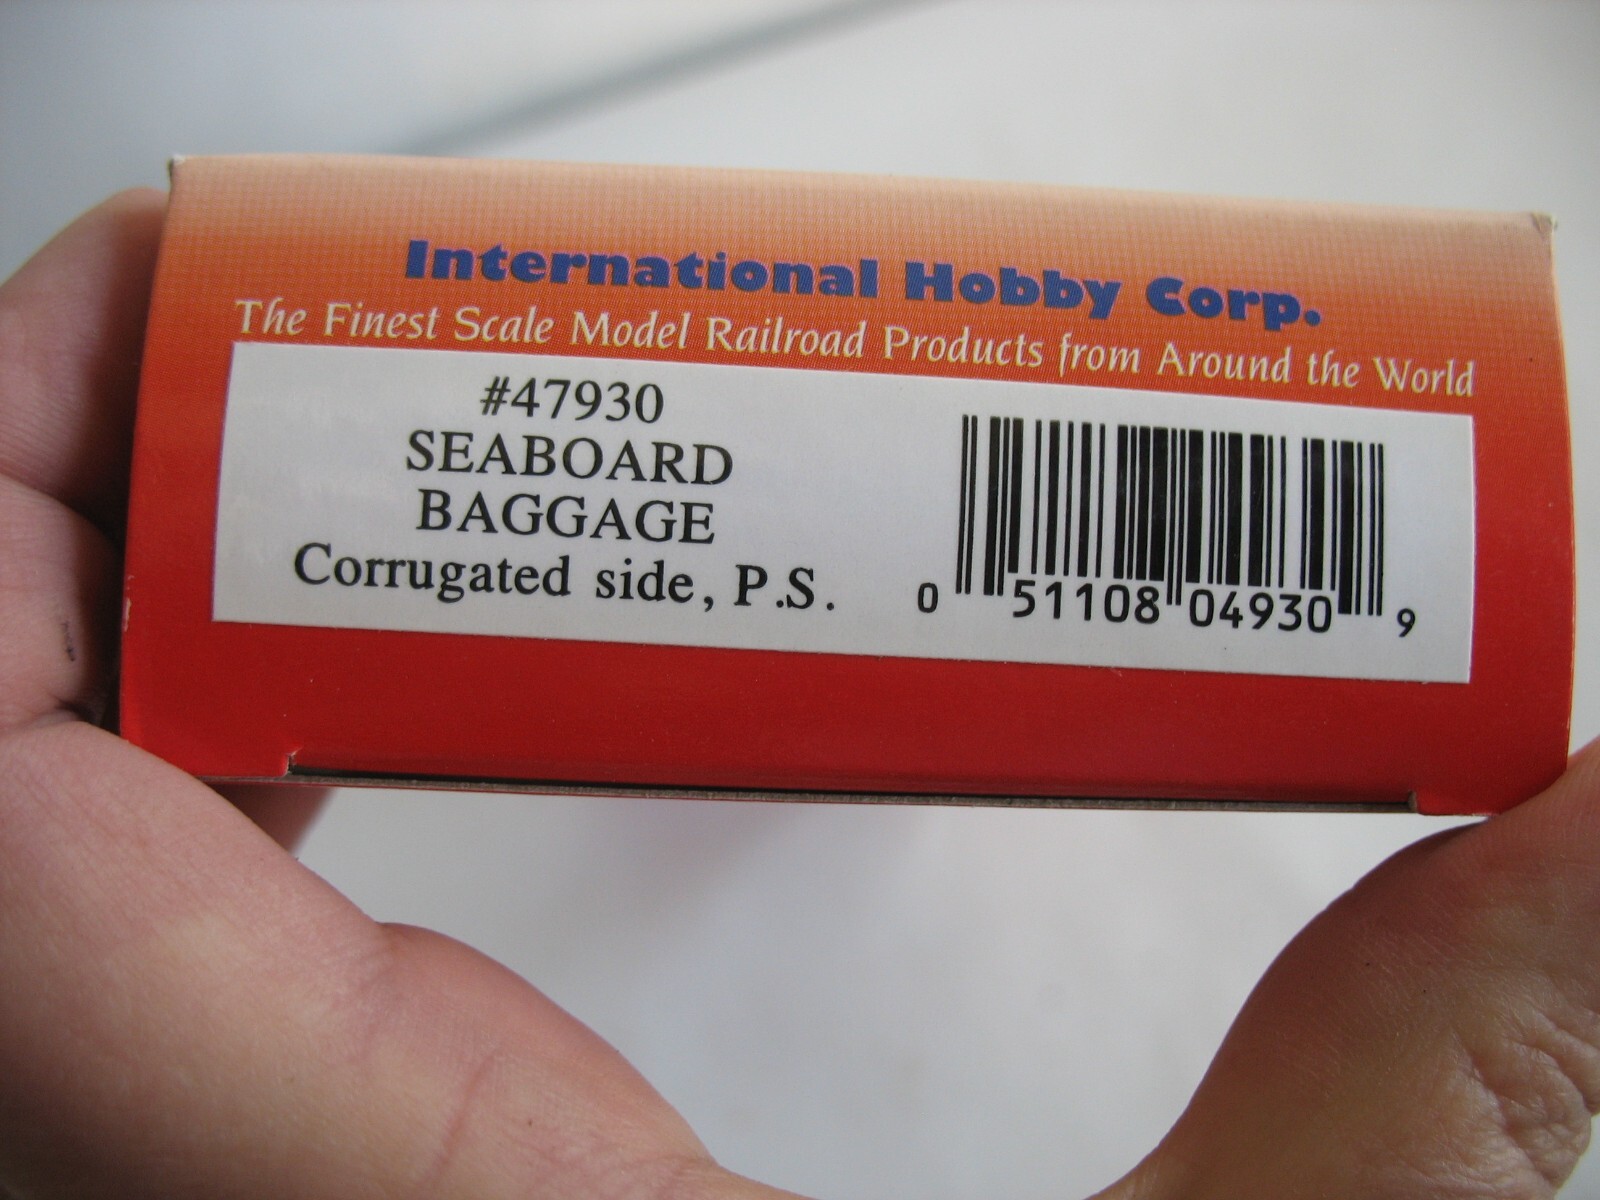 International Hobby Corp.
The Finest Scale Model Railroad Products from Around the World
#47930
SEABOARD
BAGGAGE
Corrugated side, P.S.
0 51108 04930 9